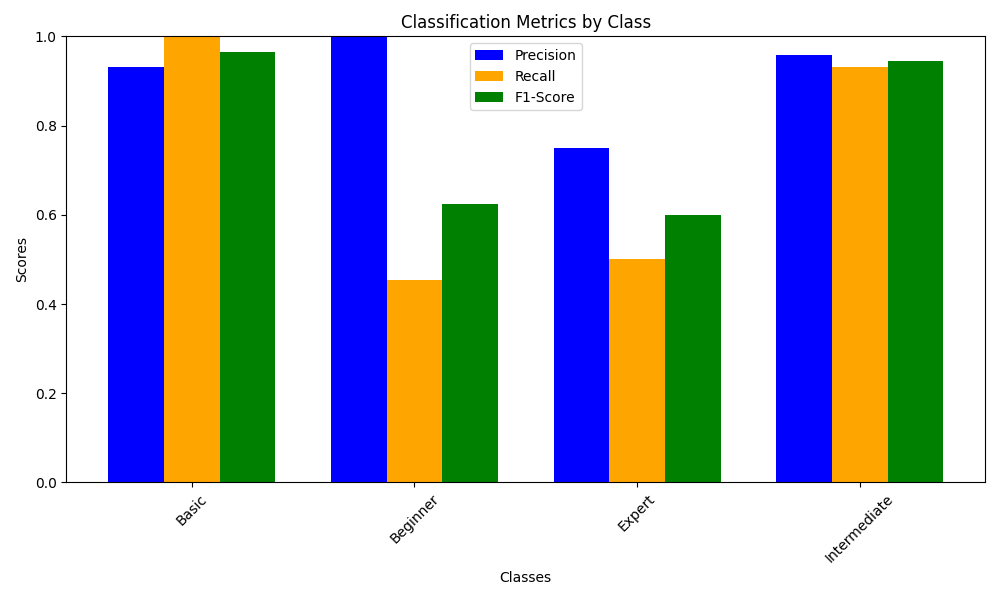 Classification Metrics by Class
Precision
Recall
F1-Score
1.0
0.8
0.6
0.4
0.2
0.0
Scores
Basic
Beginner
Expert
Intermediate
Classes